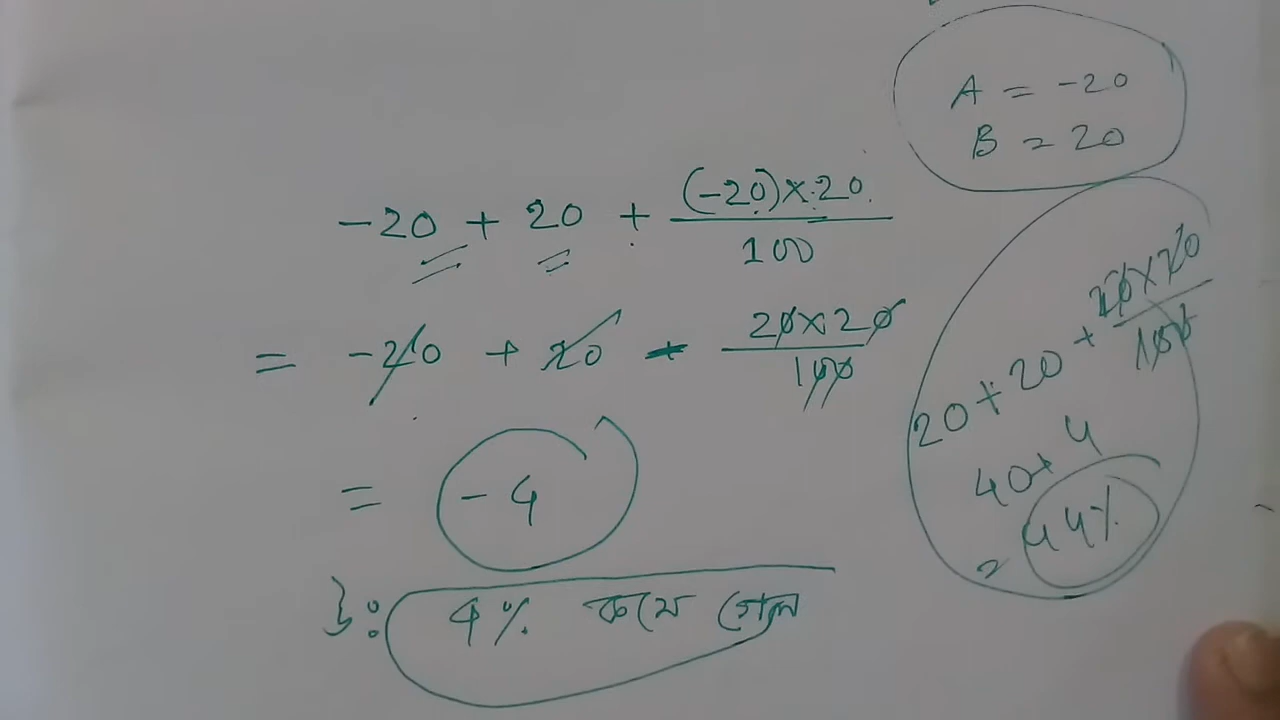 A = -20
B = 20
-20 + 20 + (-20)×20/100
= -20 + 20 - 20×20/100
= -4
উ: 4% কমে গেল
20 + 20 + 20×20/100
40 + 4
= 44%